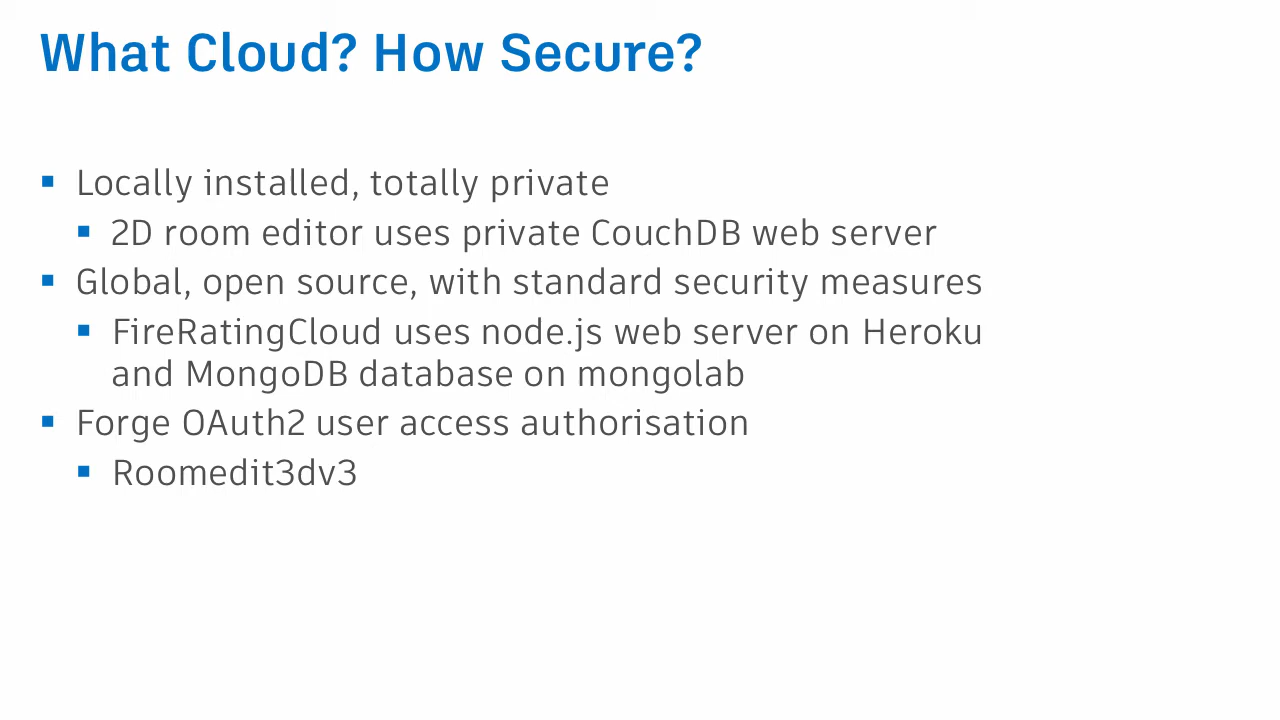 What Cloud? How Secure?
Locally installed, totally private
2D room editor uses private CouchDB web server
Global, open source, with standard security measures
FireRatingCloud uses node.js web server on Heroku
and MongoDB database on mongolab
Forge OAuth2 user access authorisation
Roomedit3dv3